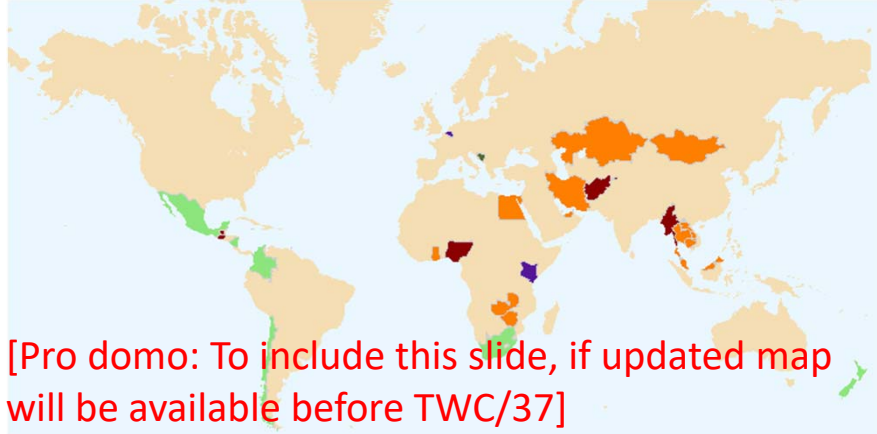 [Pro domo: To include this slide, if updated map
will be available before TWC/37]